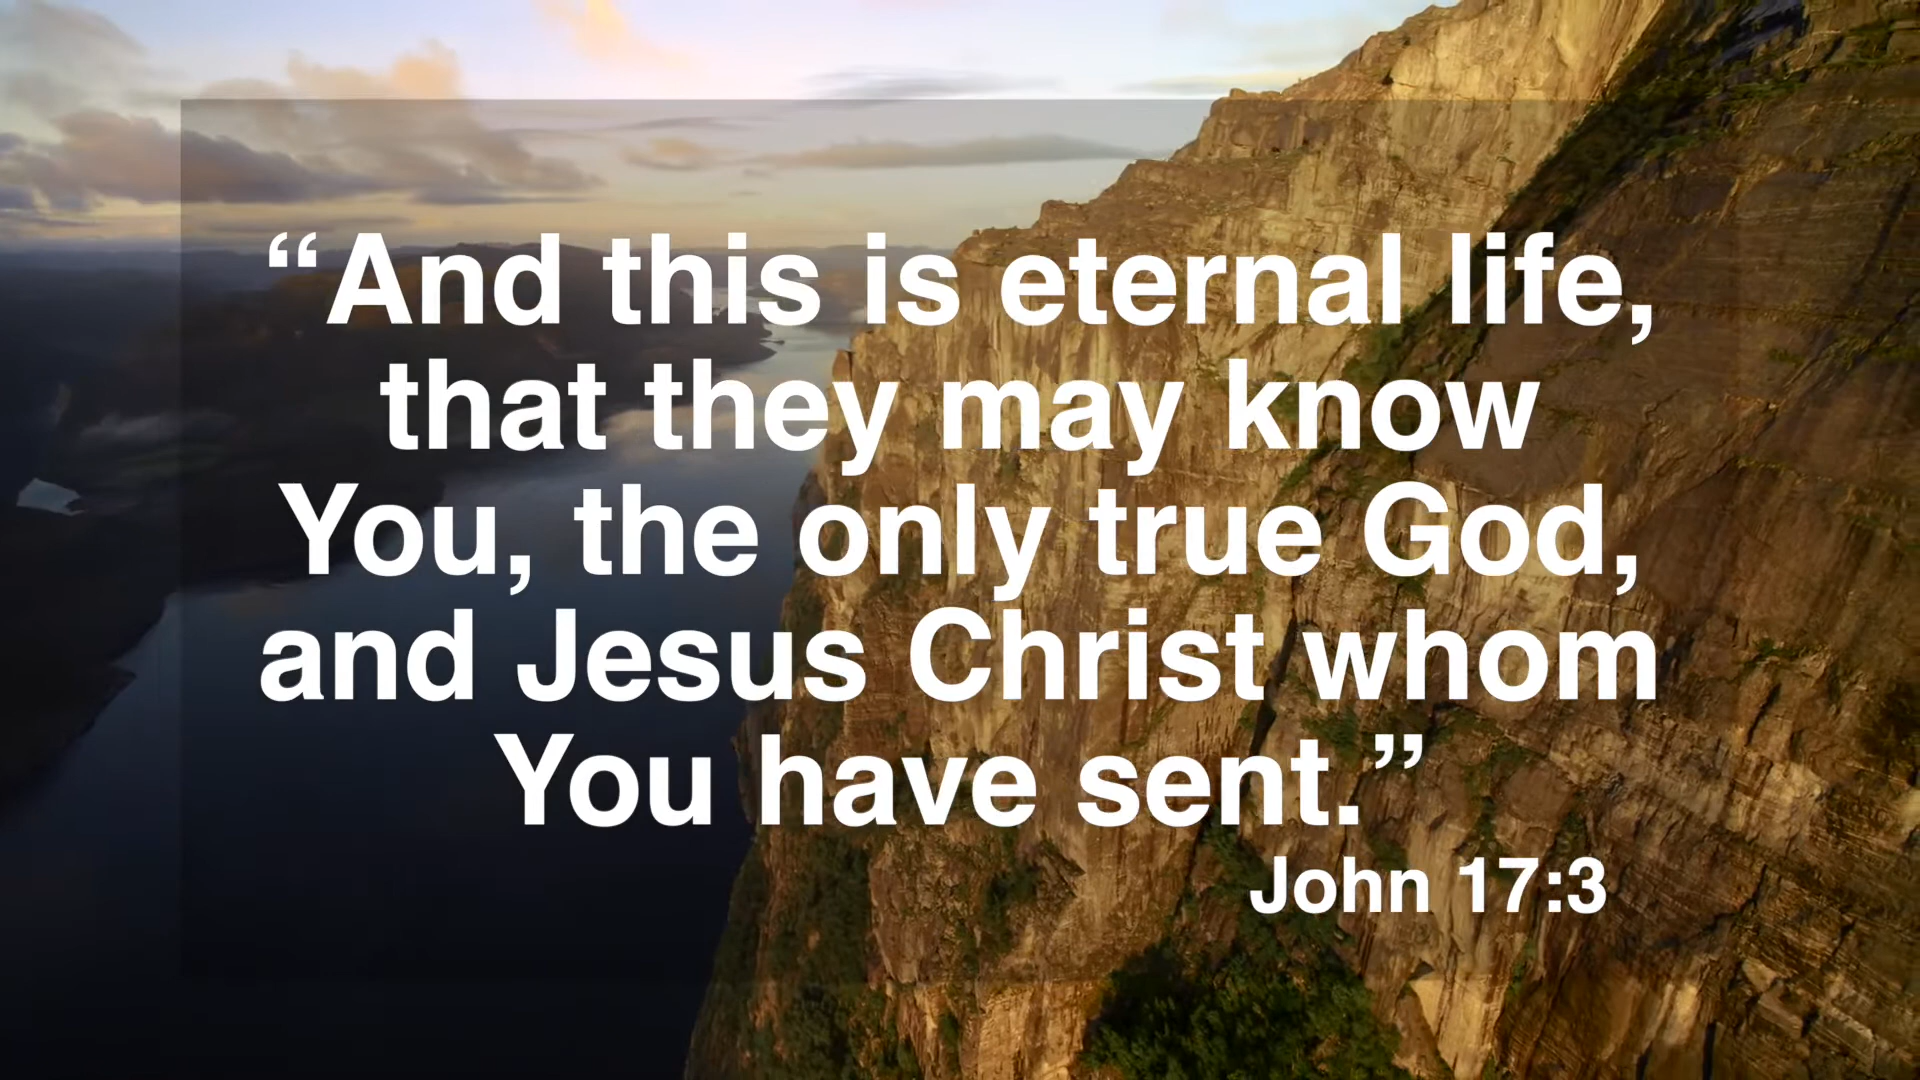 “And this is eternal life,
that they may know
You, the only true God,
and Jesus Christ whom
You have sent.”
John 17:3